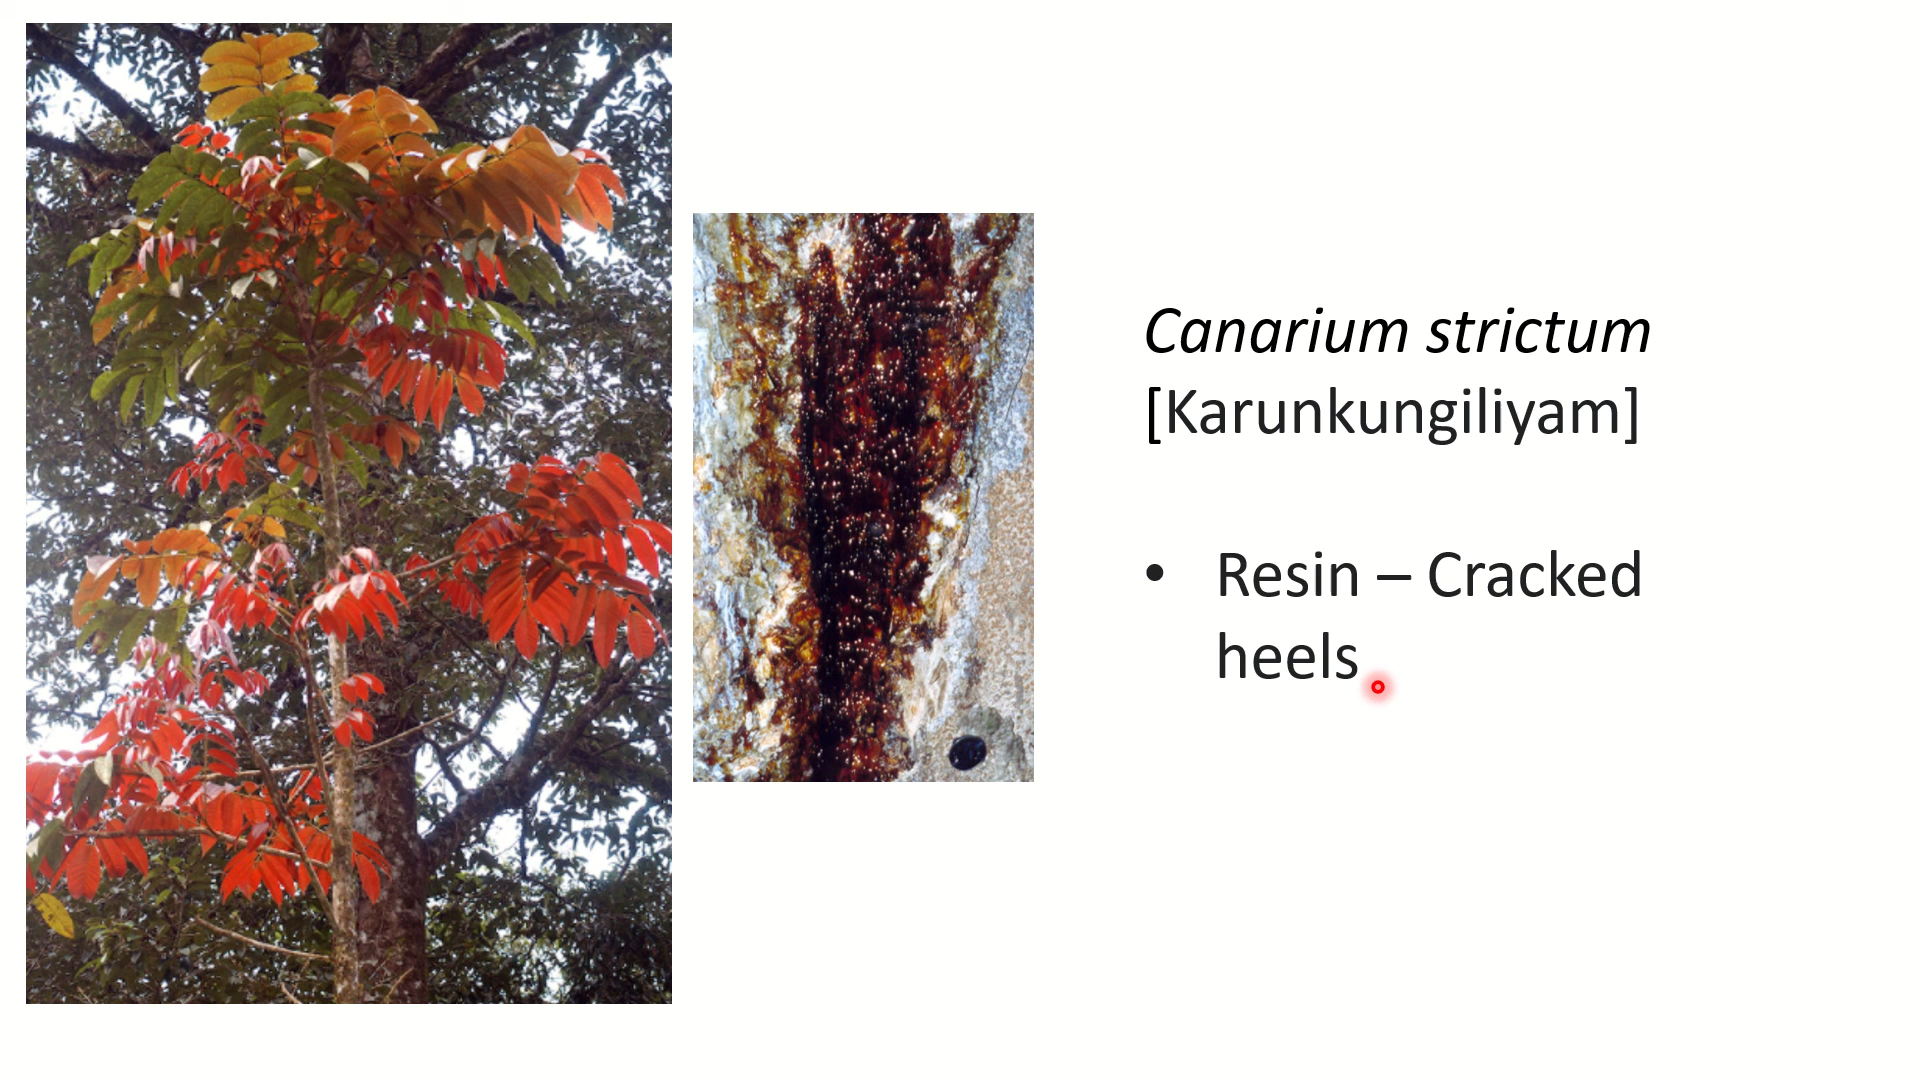 Canarium strictum
[Karunkungiliyam]
• Resin – Cracked
heels